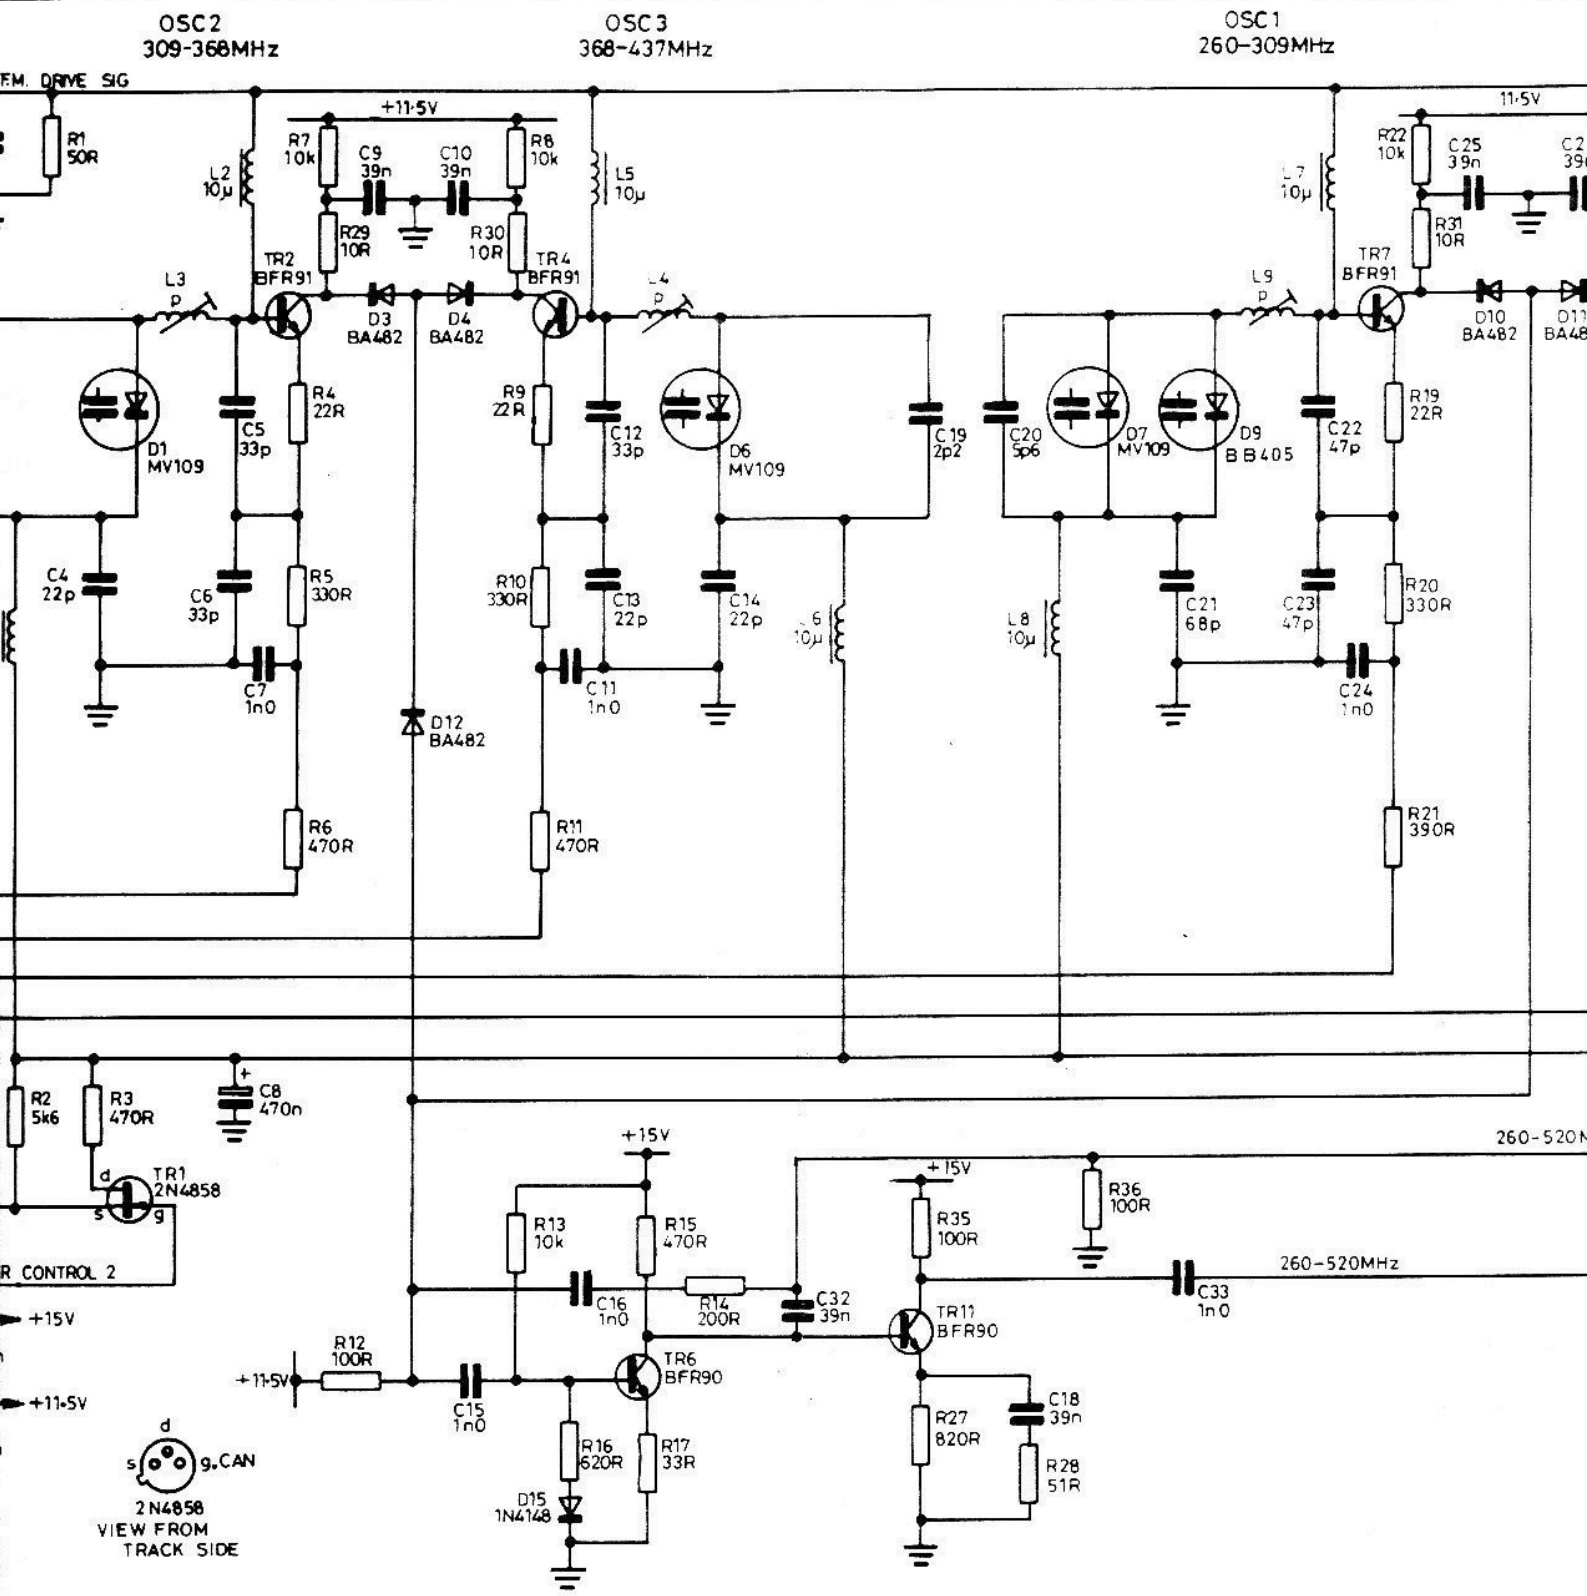 OSC2
309-368MHz
OSC3
368-437MHz
OSC1
260-309MHz
F.M. DRIVE SIG
R1
50R
L2
10µ
+11·5V
R7
10k
C9
39n
C10
39n
R8
10k
L5
10µ
R29
10R
R30
10R
L7
10µ
11·5V
R22
10k
C25
39n
R31
10R
L3
p
TR2
BFR91
D3
BA482
D4
BA482
TR4
BFR91
L4
p
L9
p
TR7
BFR91
D10
BA482
D11
BA48
D1
MV109
C5
33p
R4
22R
R9
22R
C12
33p
D6
MV109
C19
2p2
C20
5p6
D7
MV109
D9
BB405
C22
47p
R19
22R
C4
22p
C6
33p
R5
330R
C7
1n0
R10
330R
C13
22p
C14
22p
C11
1n0
6
10µ
L8
10µ
C21
68p
C23
47p
R20
330R
C24
1n0
D12
BA482
R6
470R
R11
470R
R21
390R
R2
5k6
R3
470R
C8
470n
+
d
s
g
TR1
2N4858
R CONTROL 2
+15V
+11·5V
+15V
R13
10k
R15
470R
C16
1n0
R14
200R
C32
39n
+15V
R35
100R
R36
100R
260-520M
260-520MHz
C33
1n0
TR11
BFR90
+11·5V
R12
100R
C15
1n0
TR6
BFR90
R16
620R
R17
33R
D15
1N4148
R27
820R
C18
39n
R28
51R
d
s
g.CAN
2N4858
VIEW FROM
TRACK SIDE